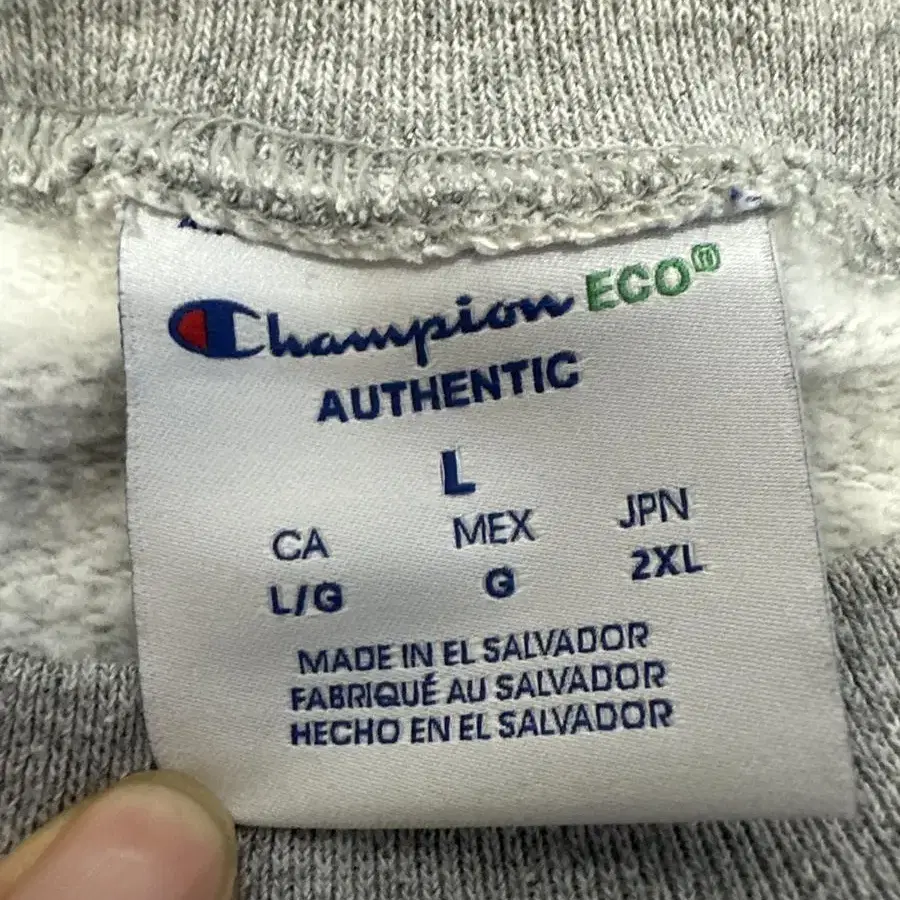 Champion ECO®
AUTHENTIC
L
CA MEX JPN
L/G G 2XL
MADE IN EL SALVADOR
FABRIQUÉ AU SALVADOR
HECHO EN EL SALVADOR